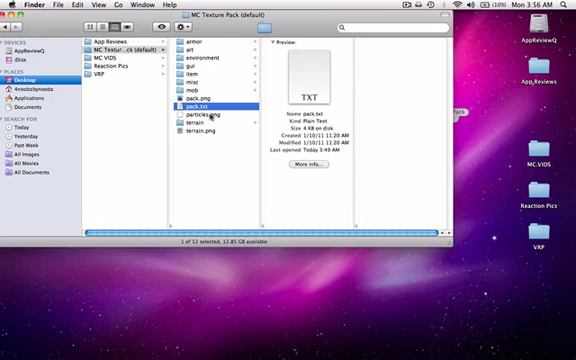 Finder File Edit View Go Window Help
(10%) Mon 3:56 AM
MC Texture Pack (default)
DEVICES
AppReviewQ
iDisk
PLACES
Desktop
4noobzbynoobz
Applications
Documents
SEARCH FOR
Today
Yesterday
Past Week
All Images
All Movies
All Documents
App Reviews
MC Textur...ck (default)
MC VIDS
Reaction Pics
VRP
armor
art
environment
gui
item
misc
mob
pack.png
pack.txt
particles.png
terrain
terrain.png
Preview:
TXT
Name pack.txt
Kind Plain Text
Size 4 KB on disk
Created 1/10/11 11:20 AM
Modified 1/10/11 11:20 AM
Last opened Today 3:49 AM
More info...
1 of 12 selected, 12.85 GB available
AppReviewQ
App Reviews
Pack
MC.VIDS
Reaction Pics
VRP